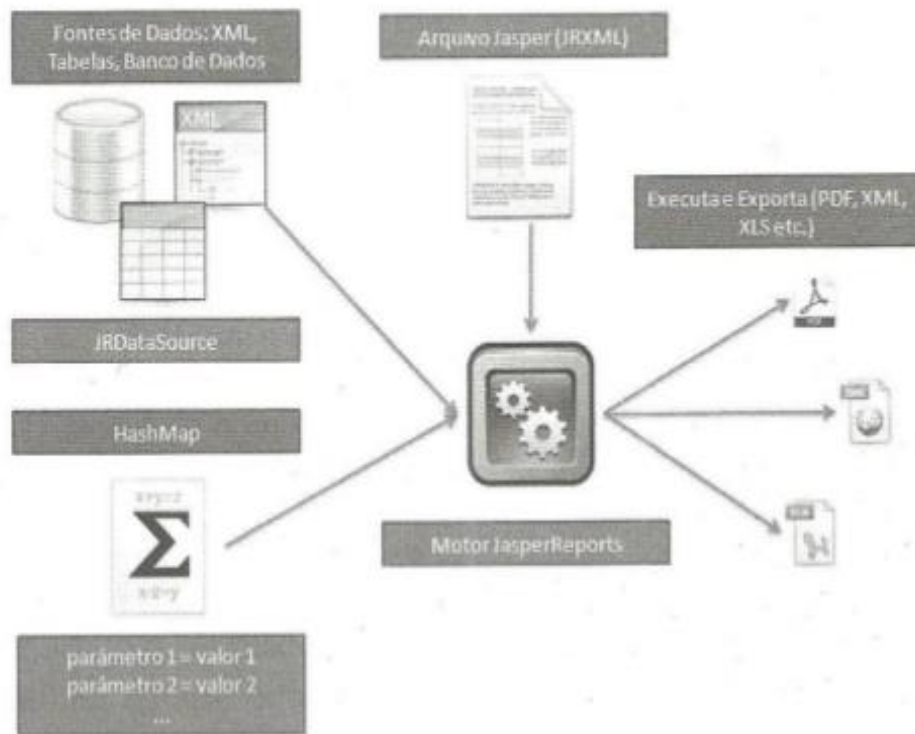 Fontes de Dados: XML,
Tabelas, Banco de Dados
XML
JRDataSource
HashMap
x+y=z
Σ
parâmetro 1 = valor 1
parâmetro 2 = valor 2
...
Arquivo Jasper (JRXML)
Motor JasperReports
Executa e Exporta (PDF, XML,
XLS etc.)